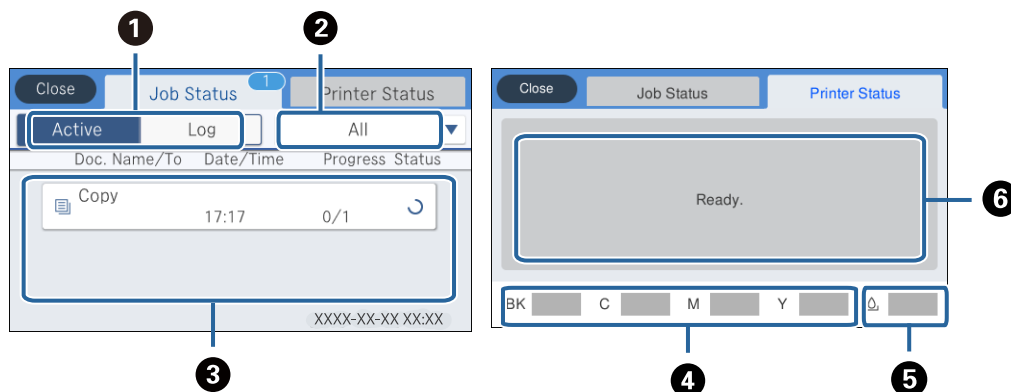 1 2
Close Job Status 1 Printer Status
Active Log All
Doc. Name/To Date/Time Progress Status
Copy
17:17 0/1
XXXX-XX-XX XX:XX
3
Close Job Status Printer Status
Ready.
6
BK C M Y
4 5